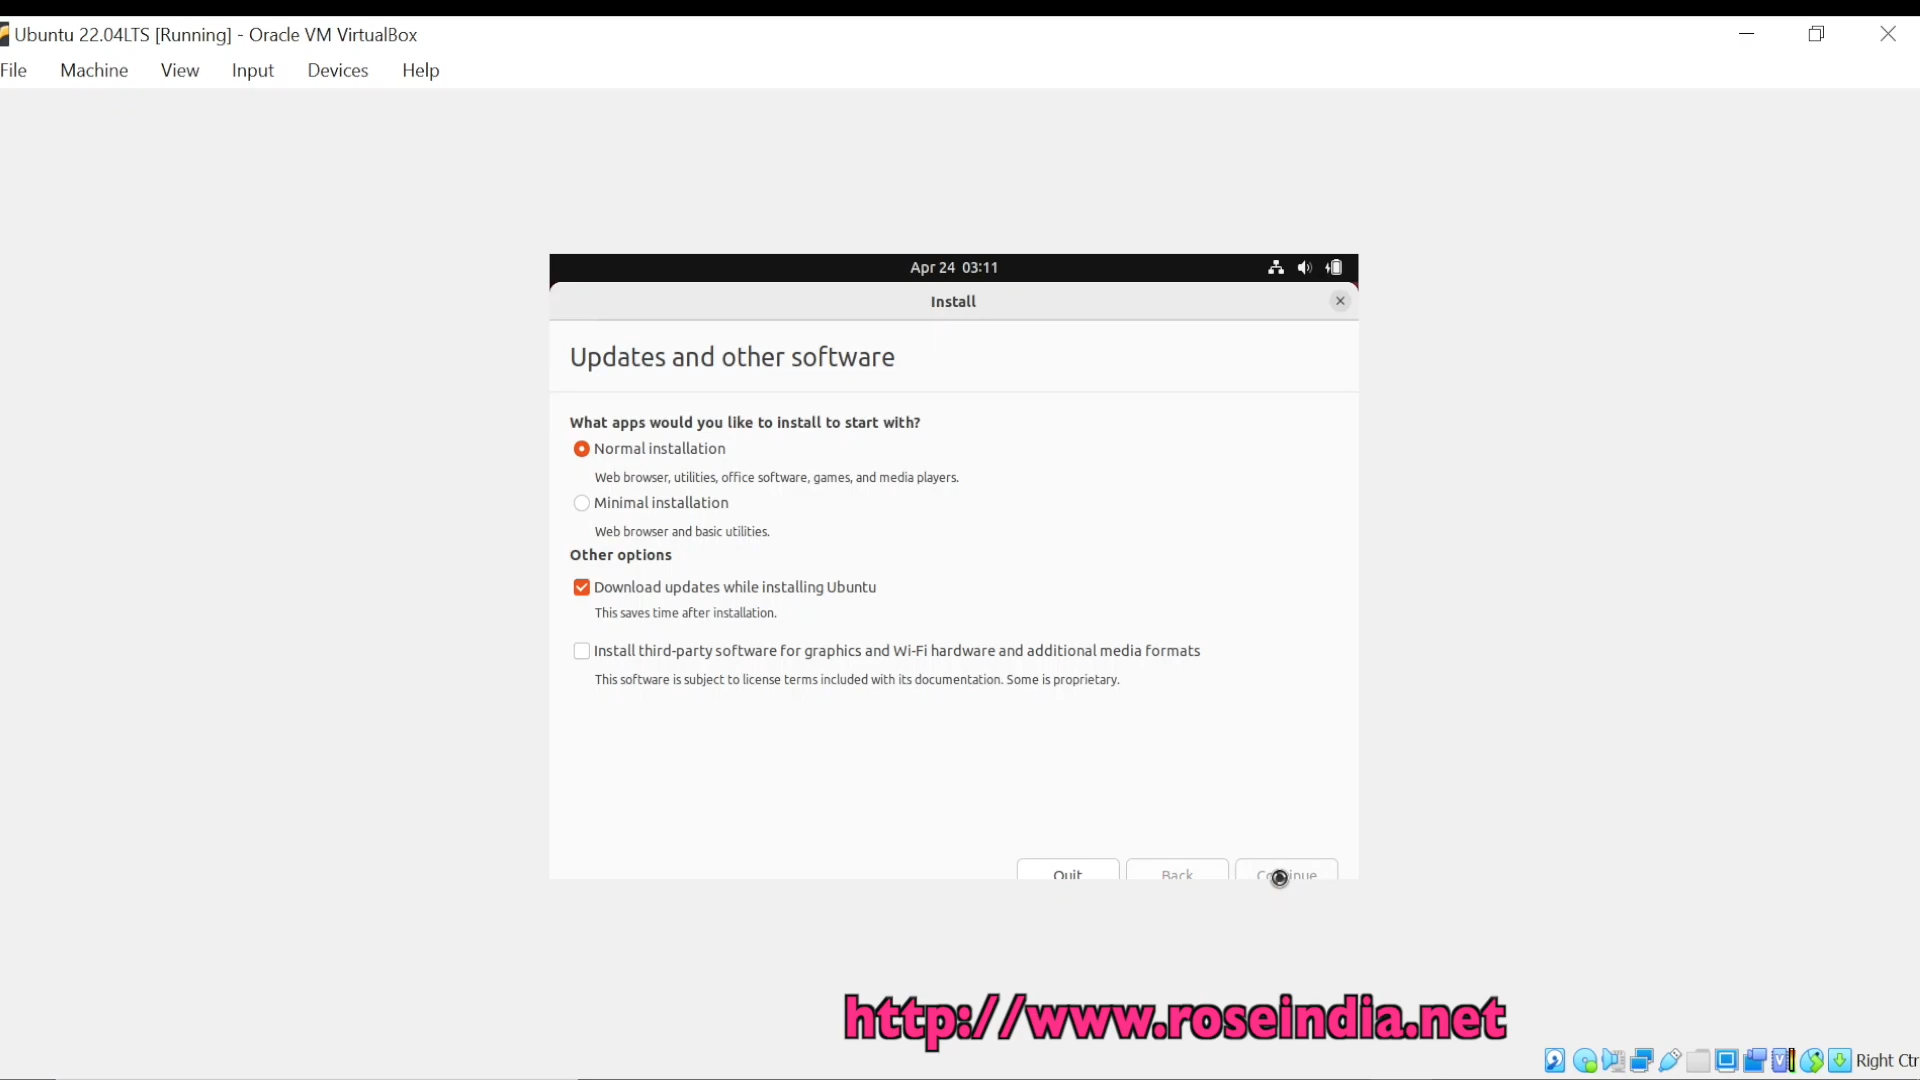 Ubuntu 22.04LTS [Running] - Oracle VM VirtualBox
File Machine View Input Devices Help
Apr 24 03:11
Install
Updates and other software
What apps would you like to install to start with?
Normal installation
Web browser, utilities, office software, games, and media players.
Minimal installation
Web browser and basic utilities.
Other options
Download updates while installing Ubuntu
This saves time after installation.
Install third-party software for graphics and Wi-Fi hardware and additional media formats
This software is subject to license terms included with its documentation. Some is proprietary.
Quit Back Continue
http://www.roseindia.net
Right Ctr